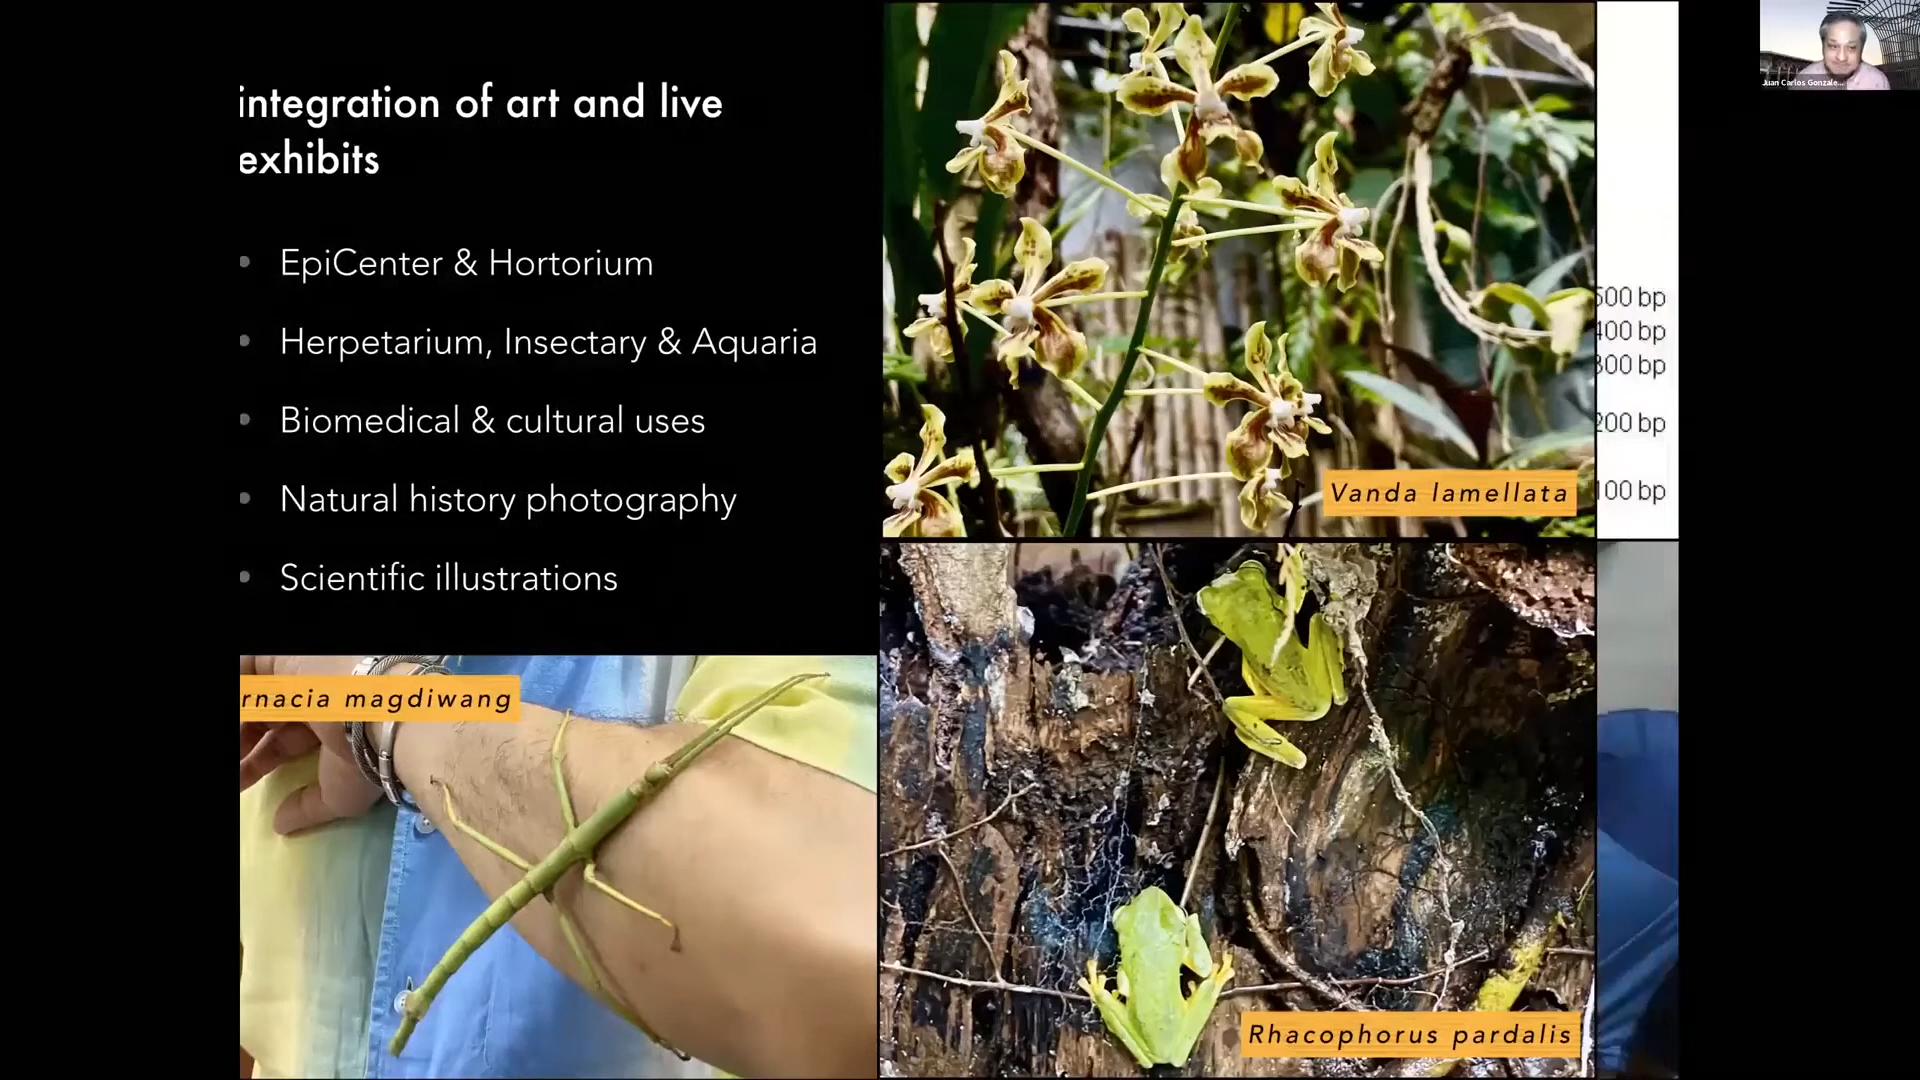 integration of art and live
exhibits
EpiCenter & Hortorium
Herpetarium, Insectary & Aquaria
Biomedical & cultural uses
Natural history photography
Scientific illustrations
Vanda lamellata
500 bp
400 bp
300 bp
200 bp
100 bp
rnacia magdiwang
Rhacophorus pardalis
Juan Carlos Gonzale...